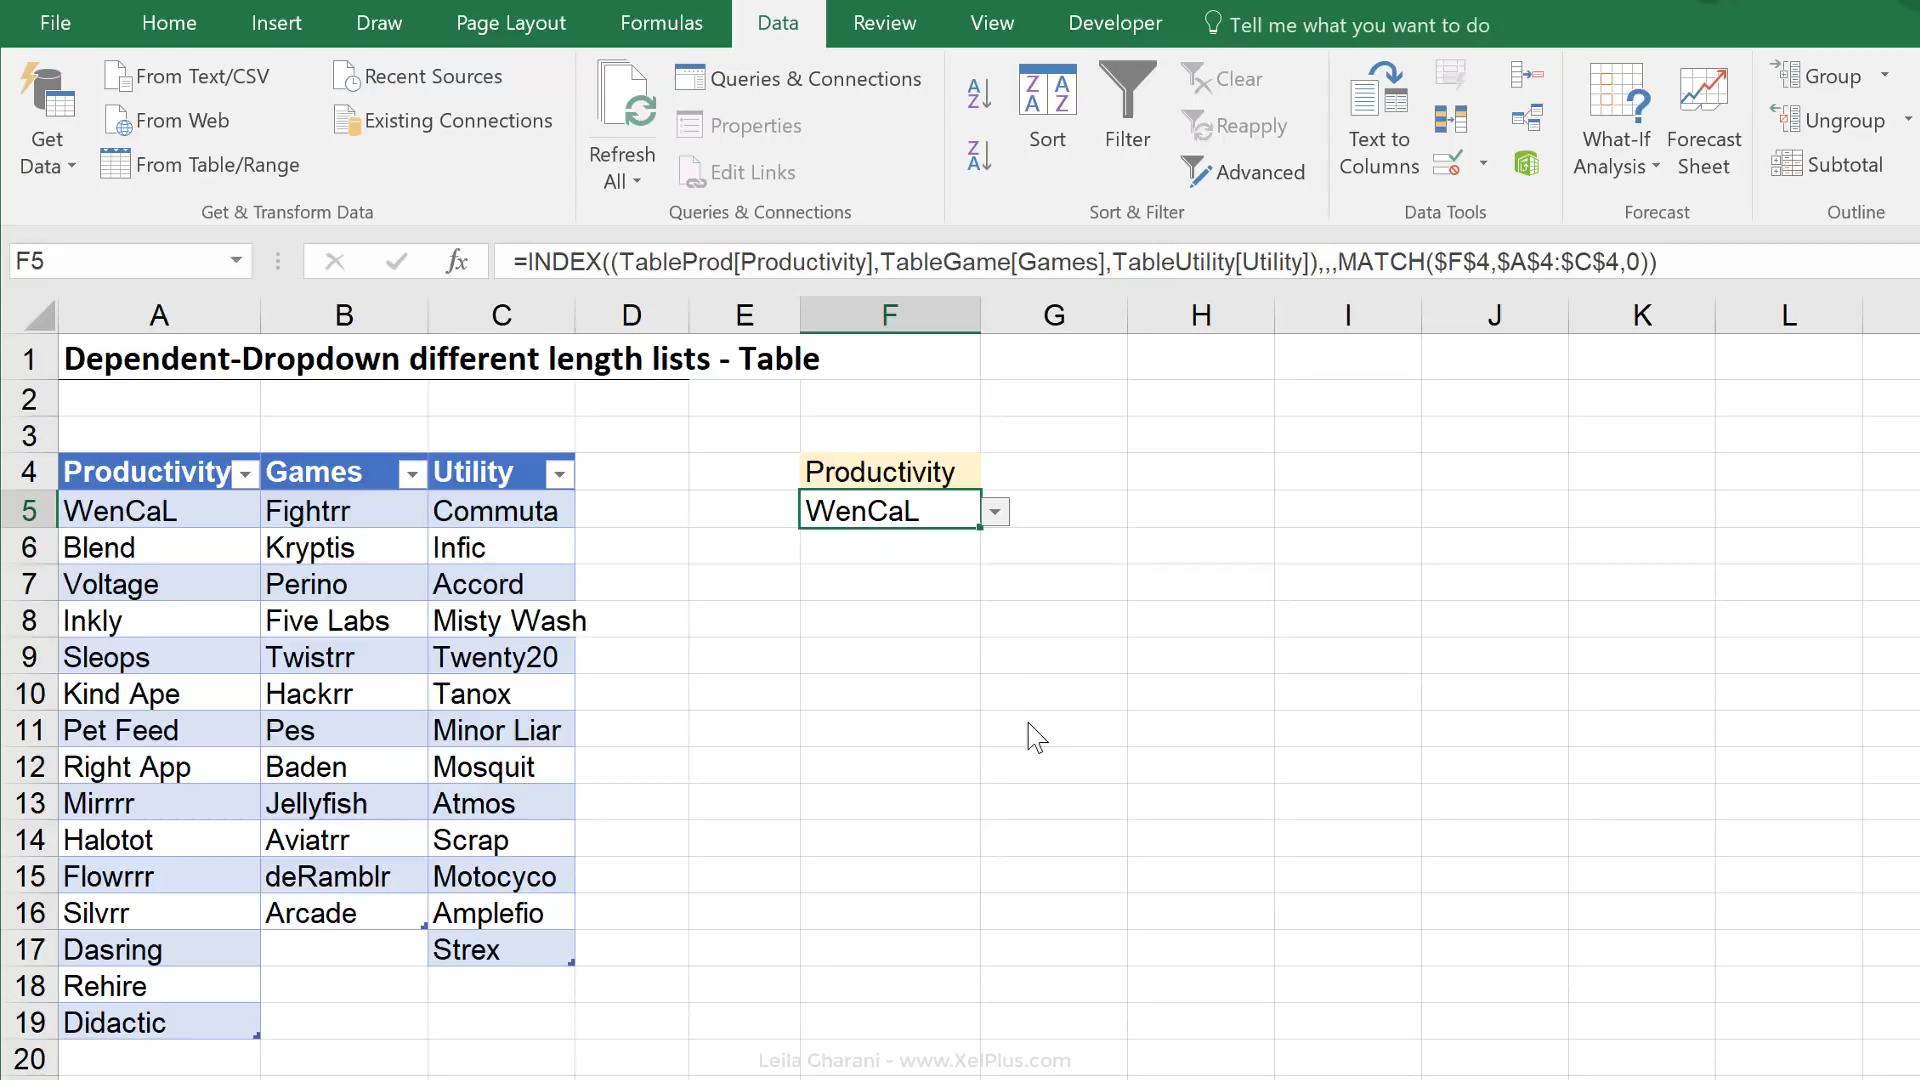 File Home Insert Draw Page Layout Formulas Data Review View Developer Tell me what you want to do
Get Data
From Text/CSV
From Web
From Table/Range
Recent Sources
Existing Connections
Get & Transform Data
Refresh All
Queries & Connections
Properties
Edit Links
Queries & Connections
Sort
Filter
Clear
Reapply
Advanced
Sort & Filter
Text to Columns
Data Tools
What-If Analysis
Forecast Sheet
Forecast
Group
Ungroup
Subtotal
Outline
F5 fx =INDEX((TableProd[Productivity],TableGame[Games],TableUtility[Utility]),,,MATCH($F$4,$A$4:$C$4,0))
A B C D E F G H I J K L
1 Dependent-Dropdown different length lists - Table
2
3
4 Productivity Games Utility Productivity
5 WenCaL Fightrr Commuta WenCaL
6 Blend Kryptis Infic
7 Voltage Perino Accord
8 Inkly Five Labs Misty Wash
9 Sleops Twistrr Twenty20
10 Kind Ape Hackrr Tanox
11 Pet Feed Pes Minor Liar
12 Right App Baden Mosquit
13 Mirrrr Jellyfish Atmos
14 Halotot Aviatrr Scrap
15 Flowrrr deRamblr Motocyco
16 Silvrr Arcade Amplefio
17 Dasring Strex
18 Rehire
19 Didactic
20
Leila Gharani - www.XelPlus.com